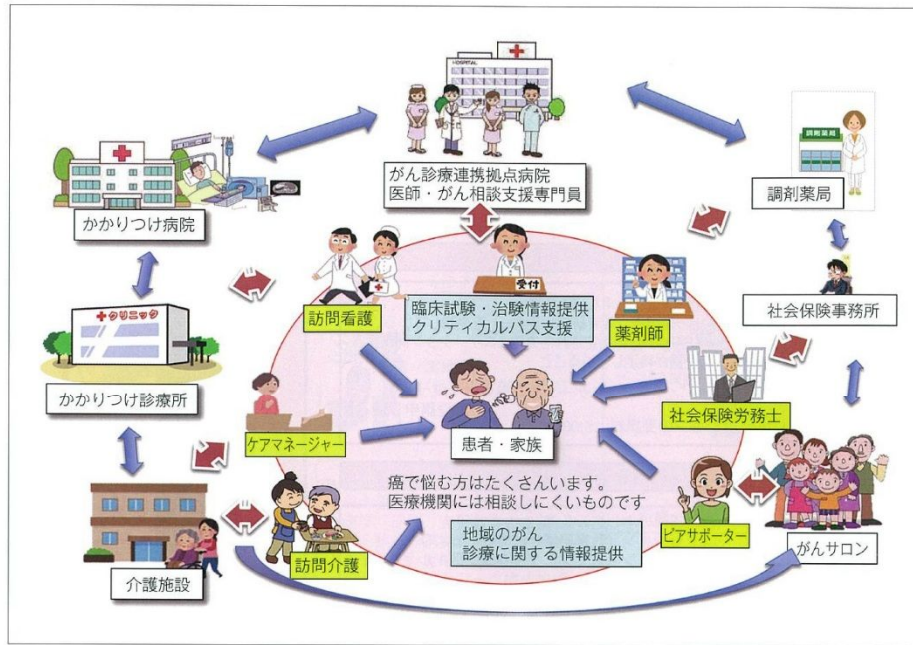 HOSPITAL
がん診療連携拠点病院
医師・がん相談支援専門員
かかりつけ病院
調剤薬局
調剤薬局
受付
訪問看護
臨床試験・治験情報提供
クリティカルパス支援
薬剤師
社会保険事務所
クリニック
かかりつけ診療所
社会保険労務士
ケアマネージャー
患者・家族
癌で悩む方はたくさんいます。
医療機関には相談しにくいものです
地域のがん
診療に関する情報提供
ピアサポーター
がんサロン
訪問介護
介護施設